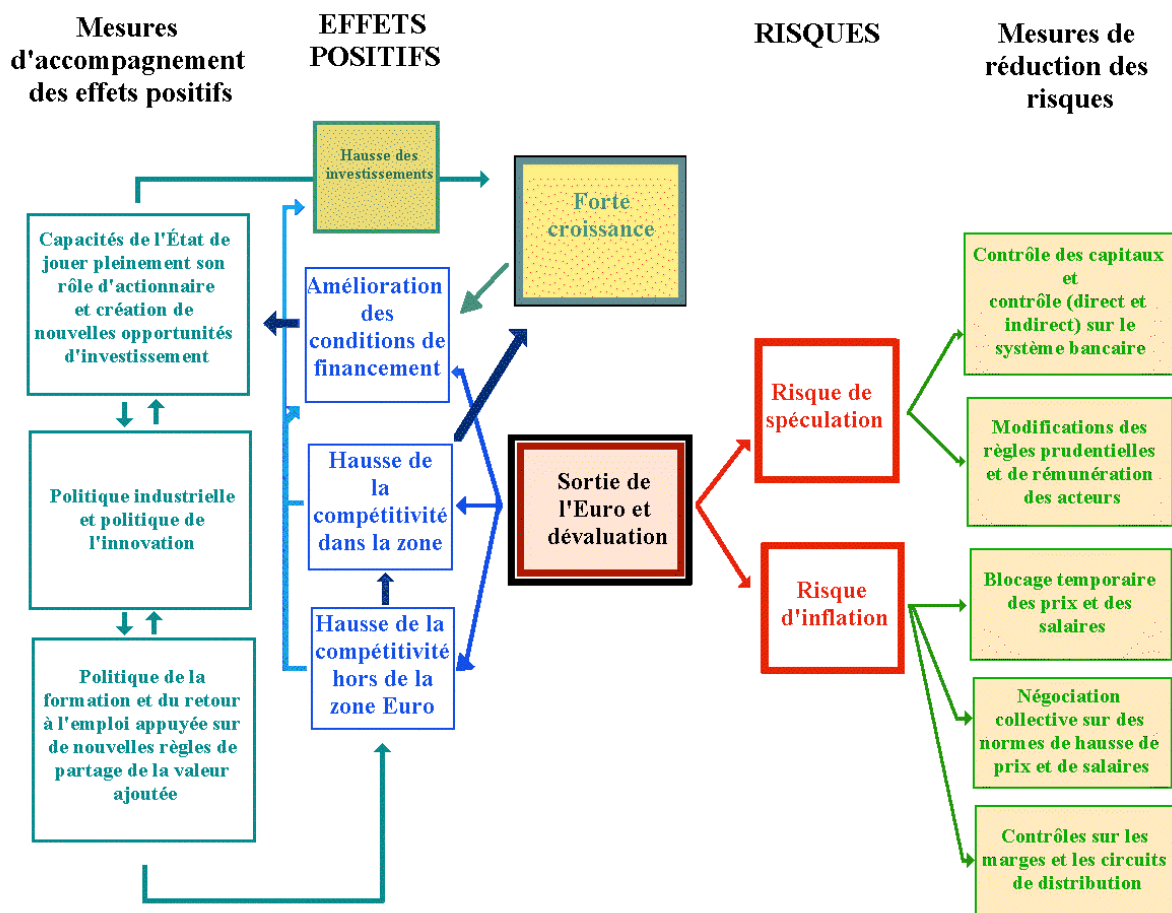 Mesures
d'accompagnement
des effets positifs
EFFETS
POSITIFS
RISQUES
Mesures de
réduction des
risques
Hausse des
investissements
Forte
croissance
Capacités de l'État de
jouer pleinement son
rôle d'actionnaire
et création de
nouvelles opportunités
d'investissement
Amélioration
des
conditions de
financement
Politique industrielle
et politique de
l'innovation
Hausse de
la
compétitivité
dans la zone
Politique de la
formation et du retour
à l'emploi appuyée sur
de nouvelles règles de
partage de la valeur
ajoutée
Hausse de la
compétitivité
hors de la
zone Euro
Sortie de
l'Euro et
dévaluation
Risque de
spéculation
Risque
d'inflation
Contrôle des capitaux
et
contrôle (direct et
indirect) sur le
système bancaire
Modifications des
règles prudentielles
et de rémunération
des acteurs
Blocage temporaire
des prix et des
salaires
Négociation
collective sur des
normes de hausse de
prix et de salaires
Contrôles sur les
marges et les circuits
de distribution